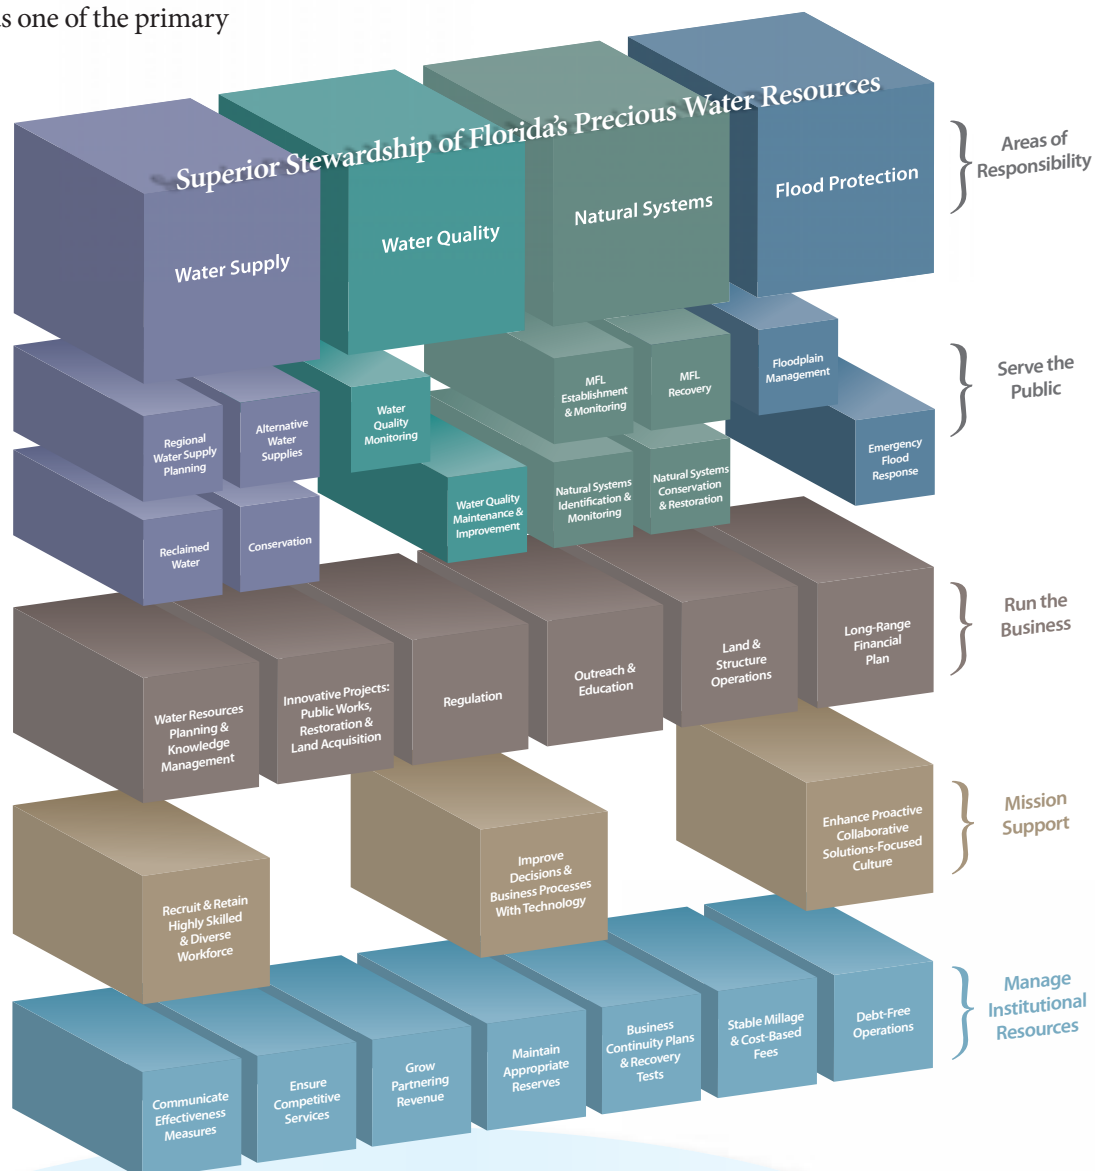 as one of the primary
Superior Stewardship of Florida's Precious Water Resources
Water Supply
Water Quality
Natural Systems
Flood Protection
Areas of
Responsibility
Regional
Water Supply
Planning
Alternative
Water
Supplies
Reclaimed
Water
Conservation
Water
Quality
Monitoring
Water Quality
Maintenance &
Improvement
MFL
Establishment
& Monitoring
MFL
Recovery
Natural Systems
Identification &
Monitoring
Natural Systems
Conservation
& Restoration
Floodplain
Management
Emergency
Flood
Response
Serve the
Public
Water Resources
Planning &
Knowledge
Management
Innovative Projects:
Public Works,
Restoration &
Land Acquisition
Regulation
Outreach &
Education
Land &
Structure
Operations
Long-Range
Financial
Plan
Run the
Business
Recruit & Retain
Highly Skilled
& Diverse
Workforce
Improve
Decisions &
Business Processes
With Technology
Enhance Proactive
Collaborative
Solutions-Focused
Culture
Mission
Support
Communicate
Effectiveness
Measures
Ensure
Competitive
Services
Grow
Partnering
Revenue
Maintain
Appropriate
Reserves
Business
Continuity Plans
& Recovery
Tests
Stable Millage
& Cost-Based
Fees
Debt-Free
Operations
Manage
Institutional
Resources